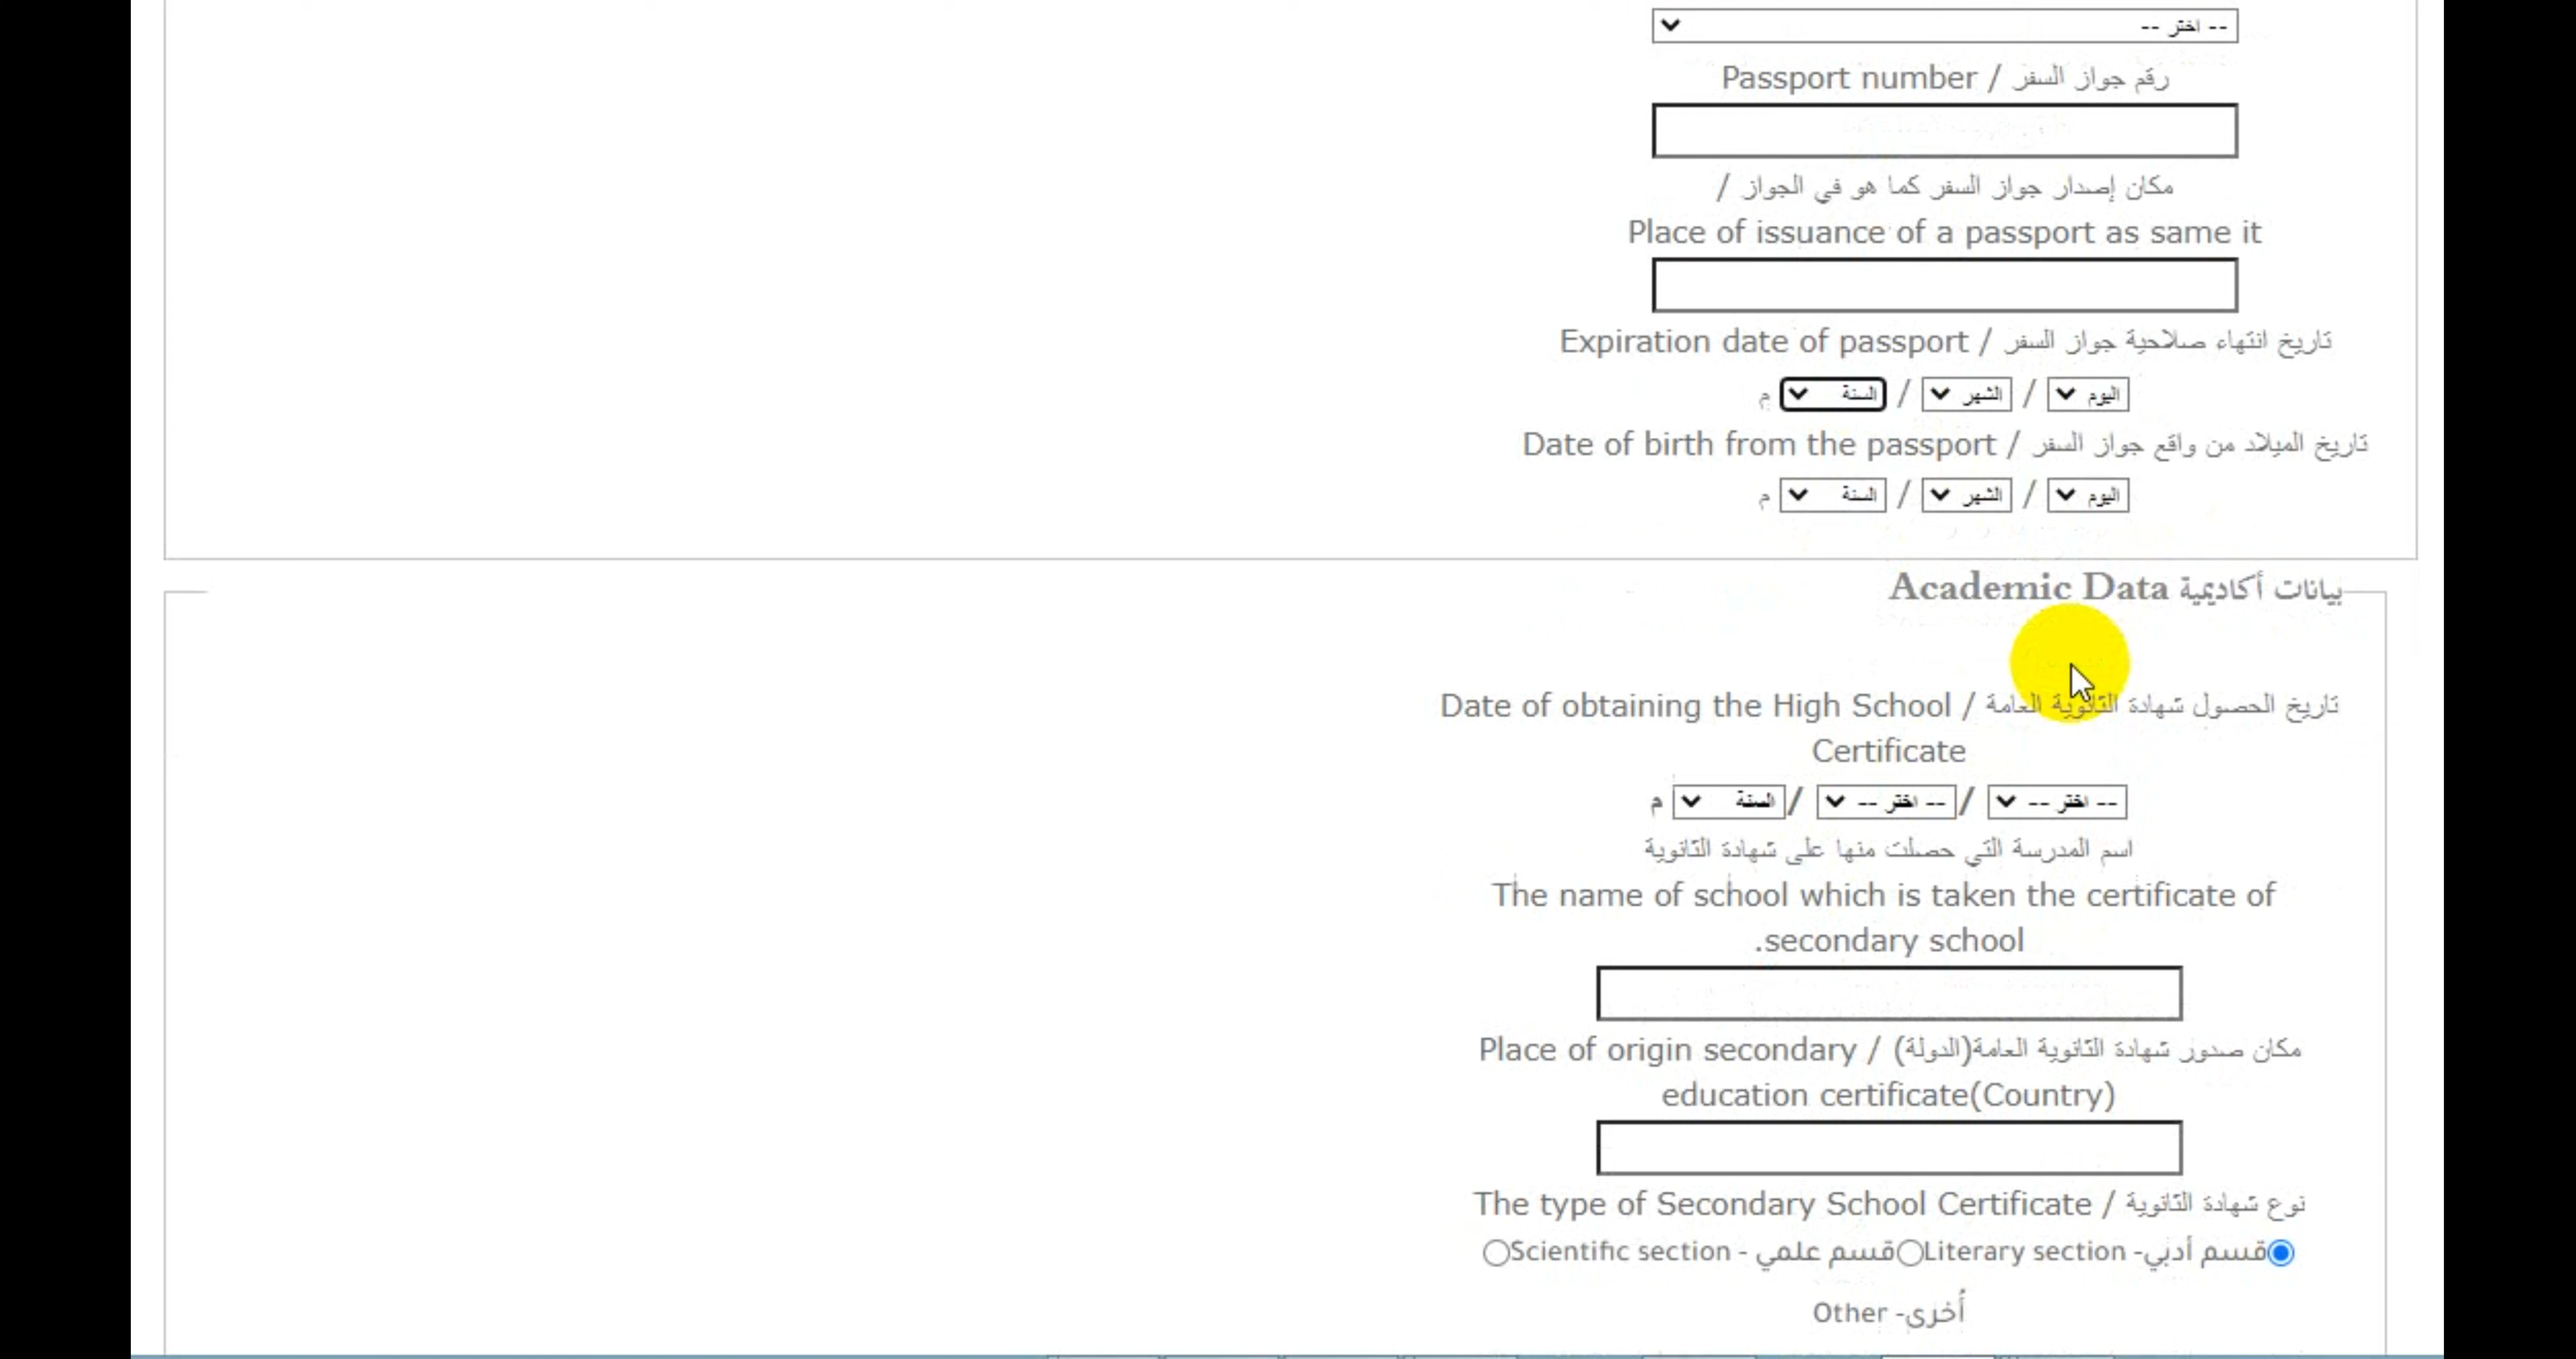 -- اختر --
رقم جواز السفر / Passport number
مكان إصدار جواز السفر كما هو في الجواز /
Place of issuance of a passport as same it
تاريخ انتهاء صلاحية جواز السفر / Expiration date of passport
اليوم / الشهر / السنة م
تاريخ الميلاد من واقع جواز السفر / Date of birth from the passport
اليوم / الشهر / السنة م
بيانات أكاديمية Academic Data
تاريخ الحصول شهادة الثانوية العامة / Date of obtaining the High School
Certificate
-- اختر -- / -- اختر -- / السنة م
اسم المدرسة التي حصلت منها على شهادة الثانوية
The name of school which is taken the certificate of
.secondary school
مكان صدور شهادة الثانوية العامة(الدولة) / Place of origin secondary
education certificate(Country)
نوع شهادة الثانوية / The type of Secondary School Certificate
قسم أدبي- Literary section قسم علمي - Scientific section
أُخرى- Other